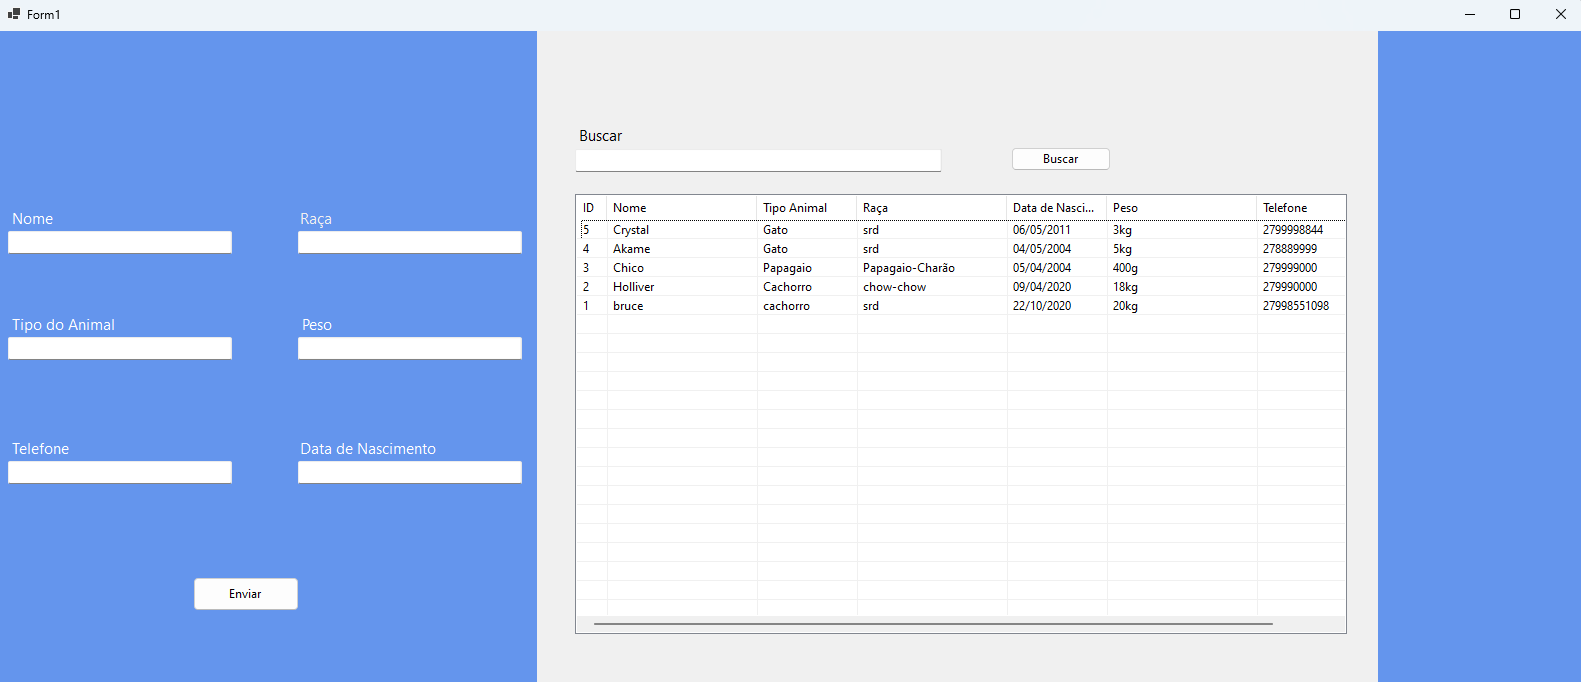 Form1
Nome
Raça
Tipo do Animal
Peso
Telefone
Data de Nascimento
Enviar
Buscar
Buscar
ID Nome Tipo Animal Raça Data de Nasci... Peso Telefone
5 Crystal Gato srd 06/05/2011 3kg 2799998844
4 Akame Gato srd 04/05/2004 5kg 278889999
3 Chico Papagaio Papagaio-Charão 05/04/2004 400g 279999000
2 Holliver Cachorro chow-chow 09/04/2020 18kg 279990000
1 bruce cachorro srd 22/10/2020 20kg 27998551098